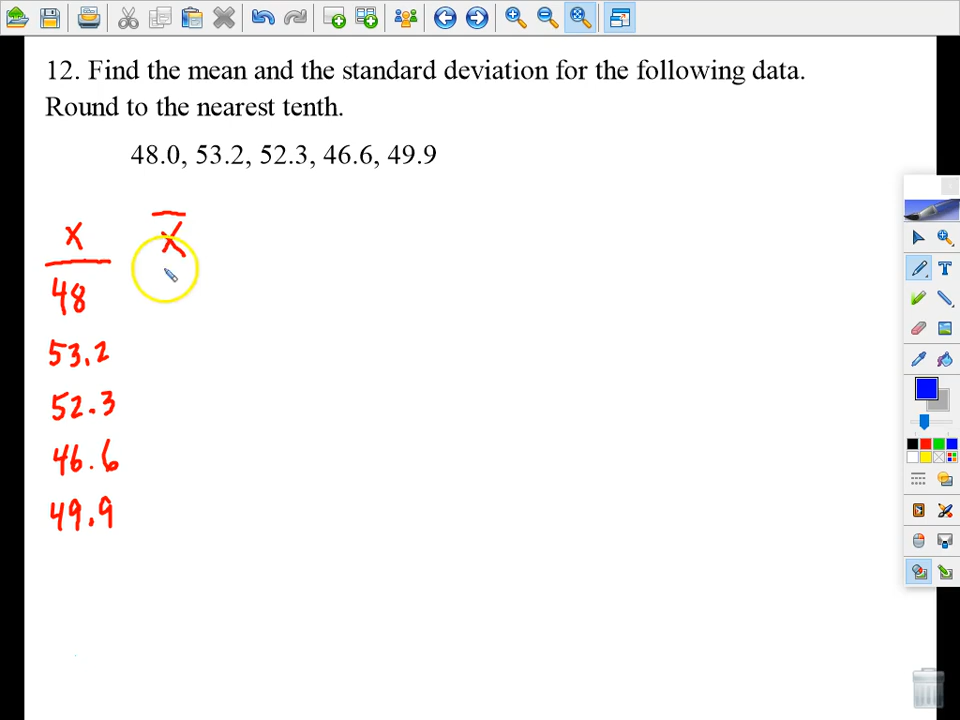 12. Find the mean and the standard deviation for the following data.
Round to the nearest tenth.
48.0, 53.2, 52.3, 46.6, 49.9
x x̅
48
53.2
52.3
46.6
49.9